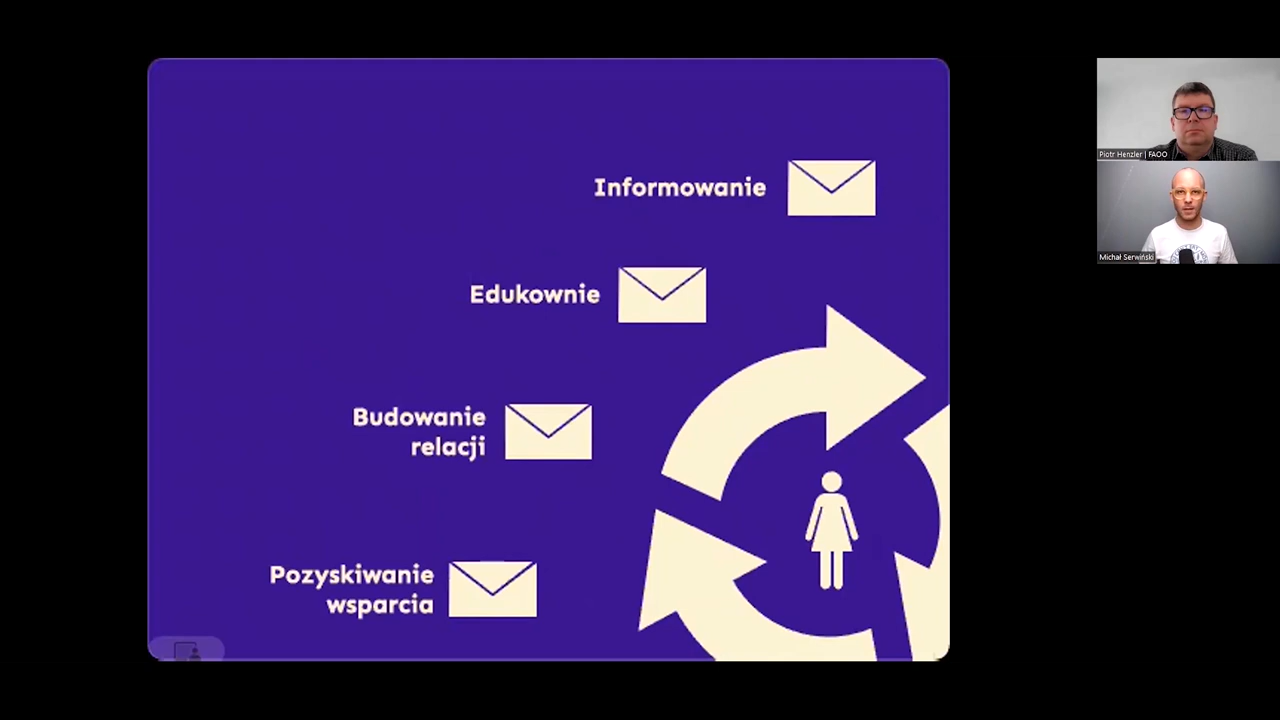 Informowanie
Edukownie
Budowanie
relacji
Pozyskiwanie
wsparcia
Piotr Henzler | FAOO
Michał Serwiński